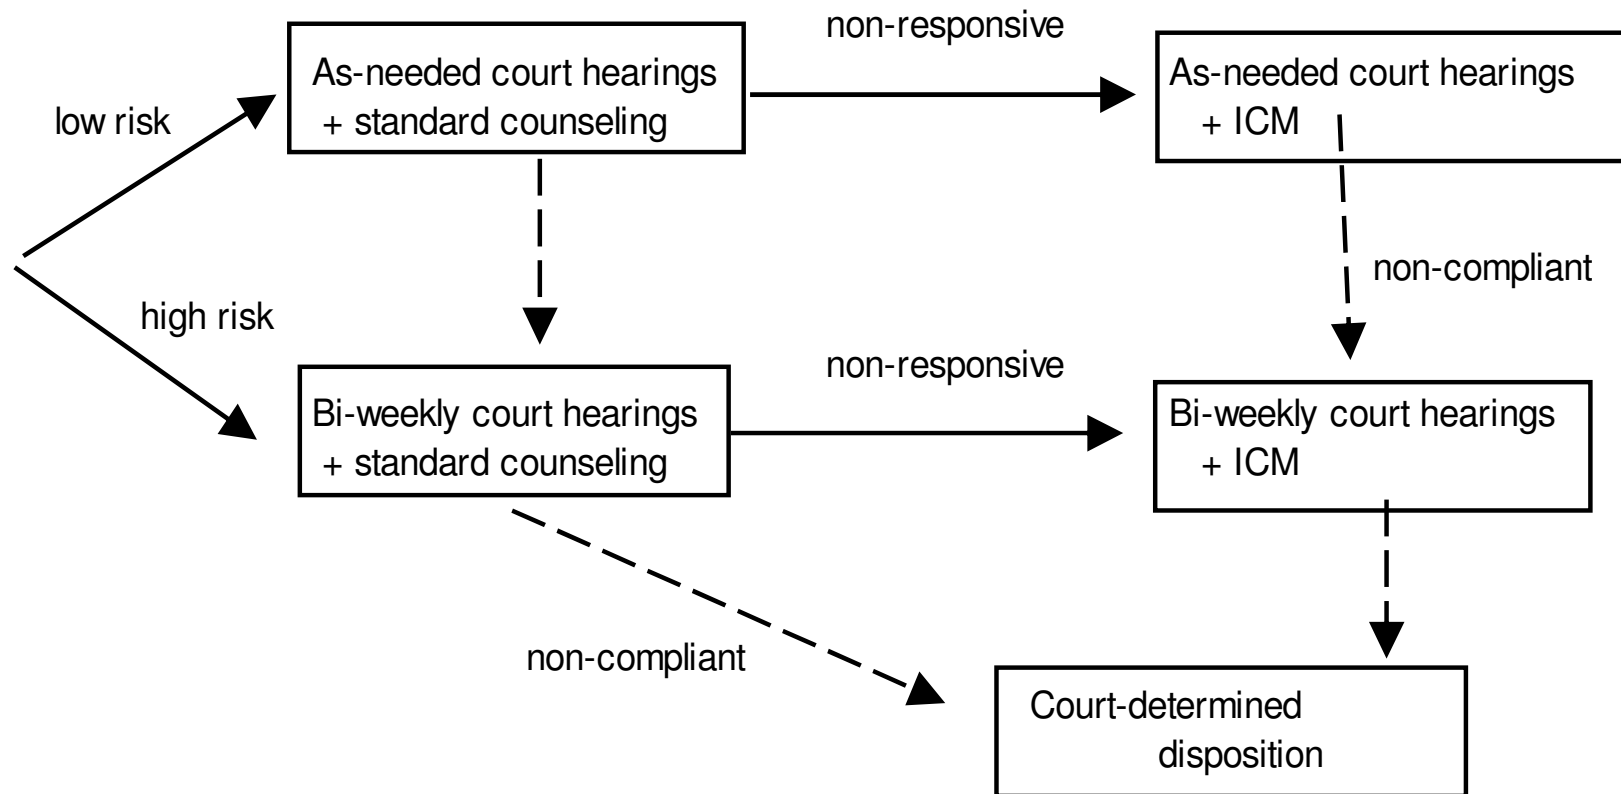 non-responsive
As-needed court hearings
+ standard counseling
As-needed court hearings
+ ICM
low risk
non-compliant
high risk
non-responsive
Bi-weekly court hearings
+ standard counseling
Bi-weekly court hearings
+ ICM
non-compliant
Court-determined
disposition